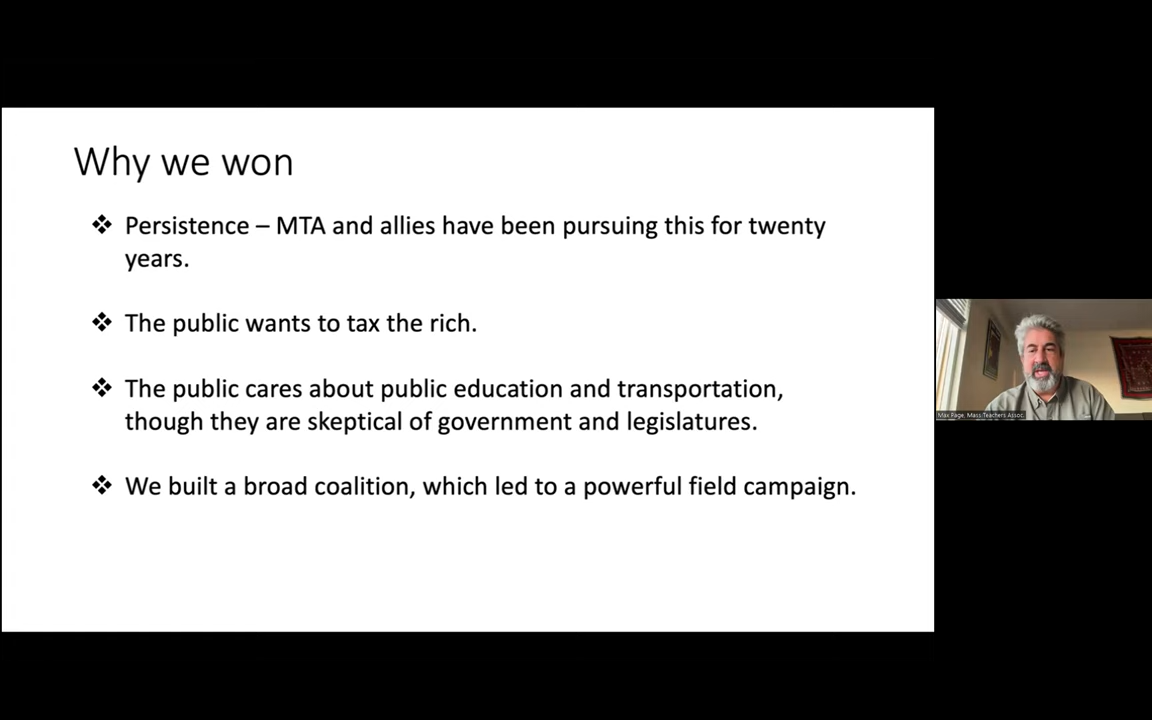 Why we won
❖ Persistence – MTA and allies have been pursuing this for twenty
years.
❖ The public wants to tax the rich.
❖ The public cares about public education and transportation,
though they are skeptical of government and legislatures.
❖ We built a broad coalition, which led to a powerful field campaign.
Max Page, Mass Teachers Assoc.